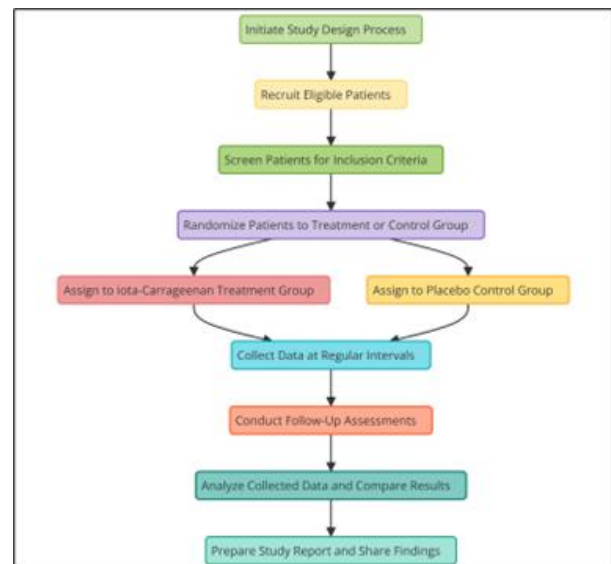 Initiate Study Design Process
Recruit Eligible Patients
Screen Patients for Inclusion Criteria
Randomize Patients to Treatment or Control Group
Assign to iota-Carrageenan Treatment Group
Assign to Placebo Control Group
Collect Data at Regular Intervals
Conduct Follow-Up Assessments
Analyze Collected Data and Compare Results
Prepare Study Report and Share Findings